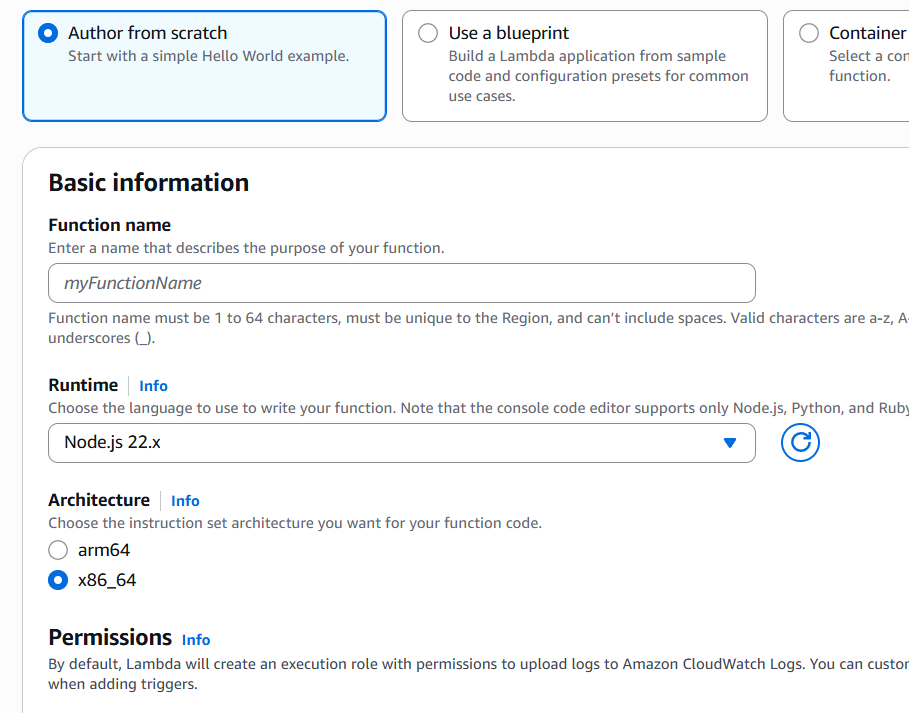 Author from scratch
Start with a simple Hello World example.
Use a blueprint
Build a Lambda application from sample
code and configuration presets for common
use cases.
Container
Select a con
function.
Basic information
Function name
Enter a name that describes the purpose of your function.
myFunctionName
Function name must be 1 to 64 characters, must be unique to the Region, and can't include spaces. Valid characters are a-z, A-
underscores (_).
Runtime Info
Choose the language to use to write your function. Note that the console code editor supports only Node.js, Python, and Ruby
Node.js 22.x
Architecture Info
Choose the instruction set architecture you want for your function code.
arm64
x86_64
Permissions Info
By default, Lambda will create an execution role with permissions to upload logs to Amazon CloudWatch Logs. You can custor
when adding triggers.